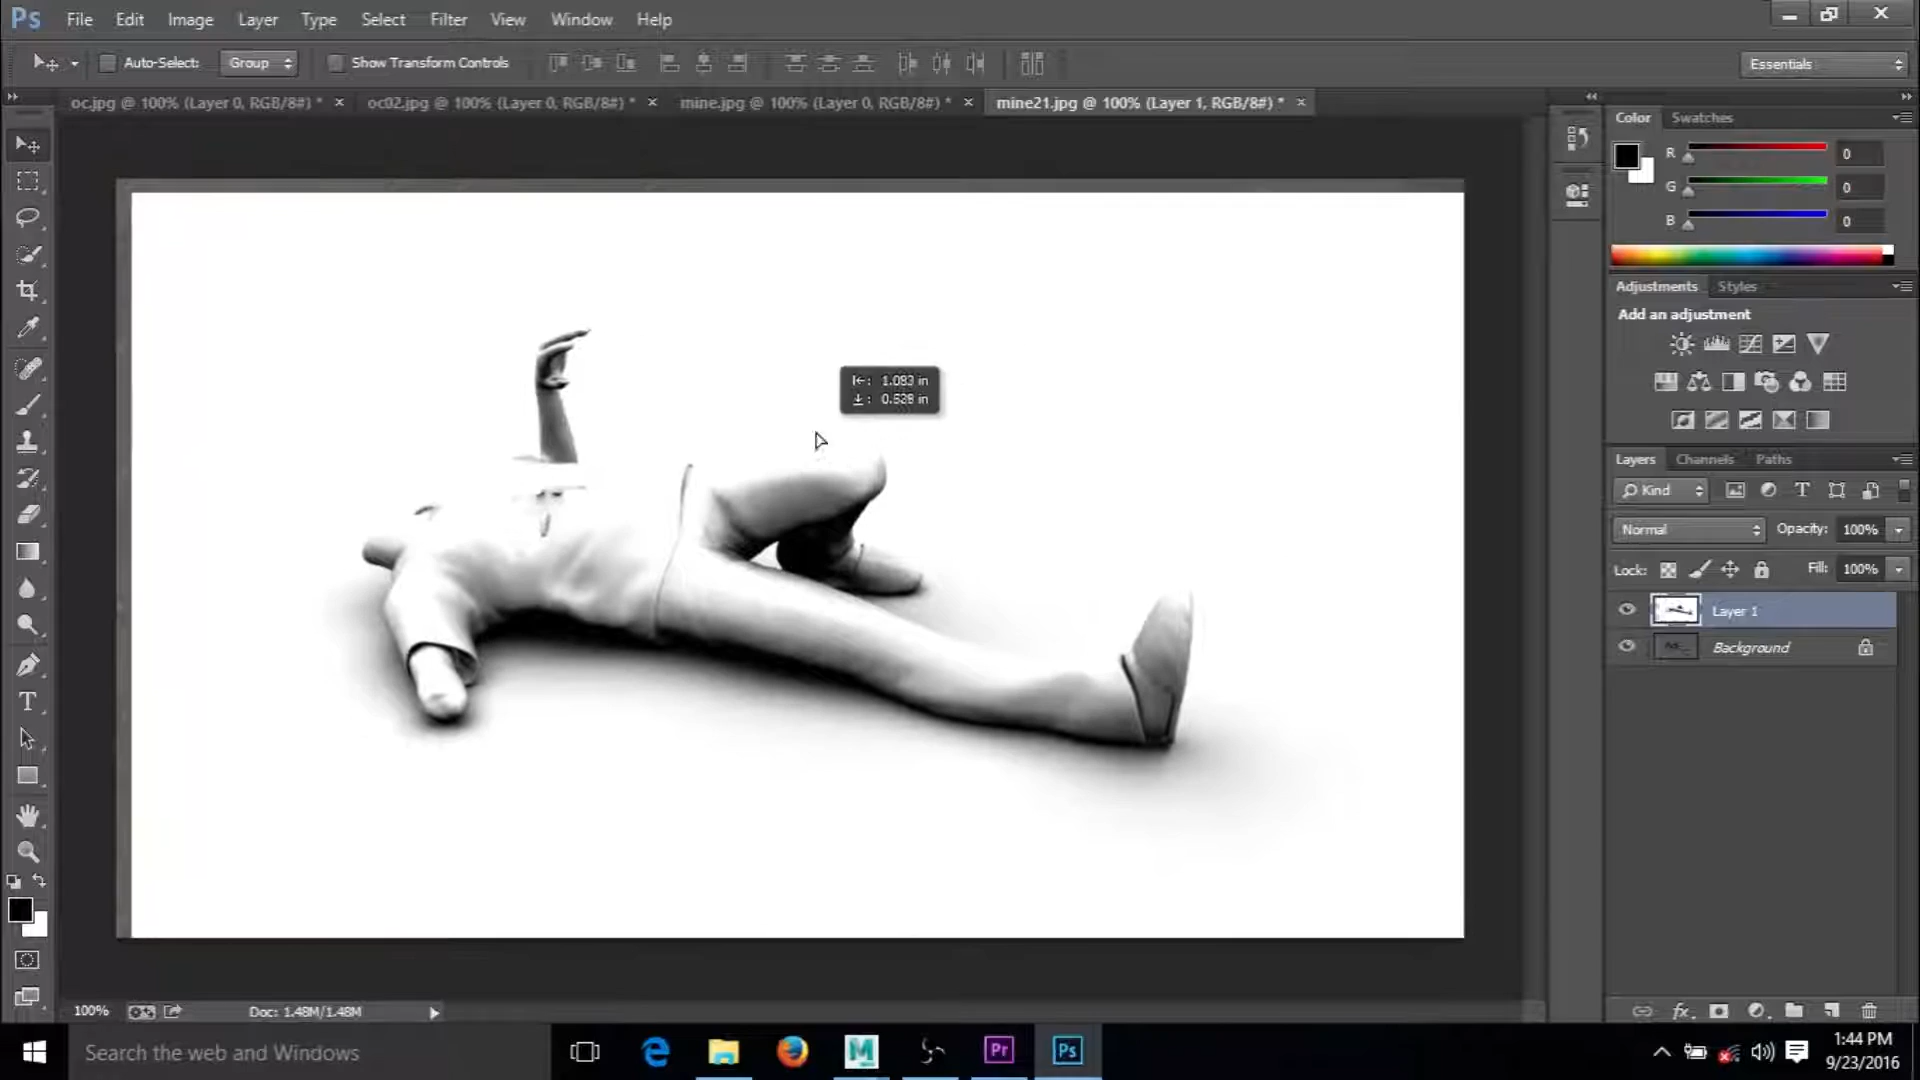 Ps File Edit Image Layer Type Select Filter View Window Help
Auto-Select: Group Show Transform Controls Essentials
oc.jpg @ 100% (Layer 0, RGB/8#) * × oc02.jpg @ 100% (Layer 0, RGB/8#) * × mine.jpg @ 100% (Layer 0, RGB/8#) * × mine21.jpg @ 100% (Layer 1, RGB/8#) * ×
Color Swatches
R 0
G 0
B 0
Adjustments Styles
Add an adjustment
: 1.083 in
: 0.528 in
Layers Channels Paths
Kind
Normal Opacity: 100%
Lock: Fill: 100%
Layer 1
Background
100% Doc: 1.48M/1.48M
Search the web and Windows
M Pr Ps
1:44 PM
9/23/2016